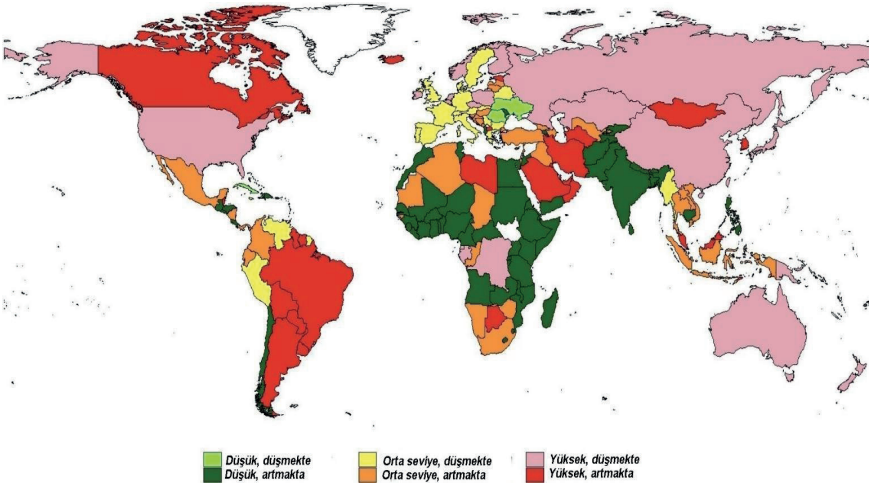 Düşük, düşmekte
Düşük, artmakta
Orta seviye, düşmekte
Orta seviye, artmakta
Yüksek, düşmekte
Yüksek, artmakta